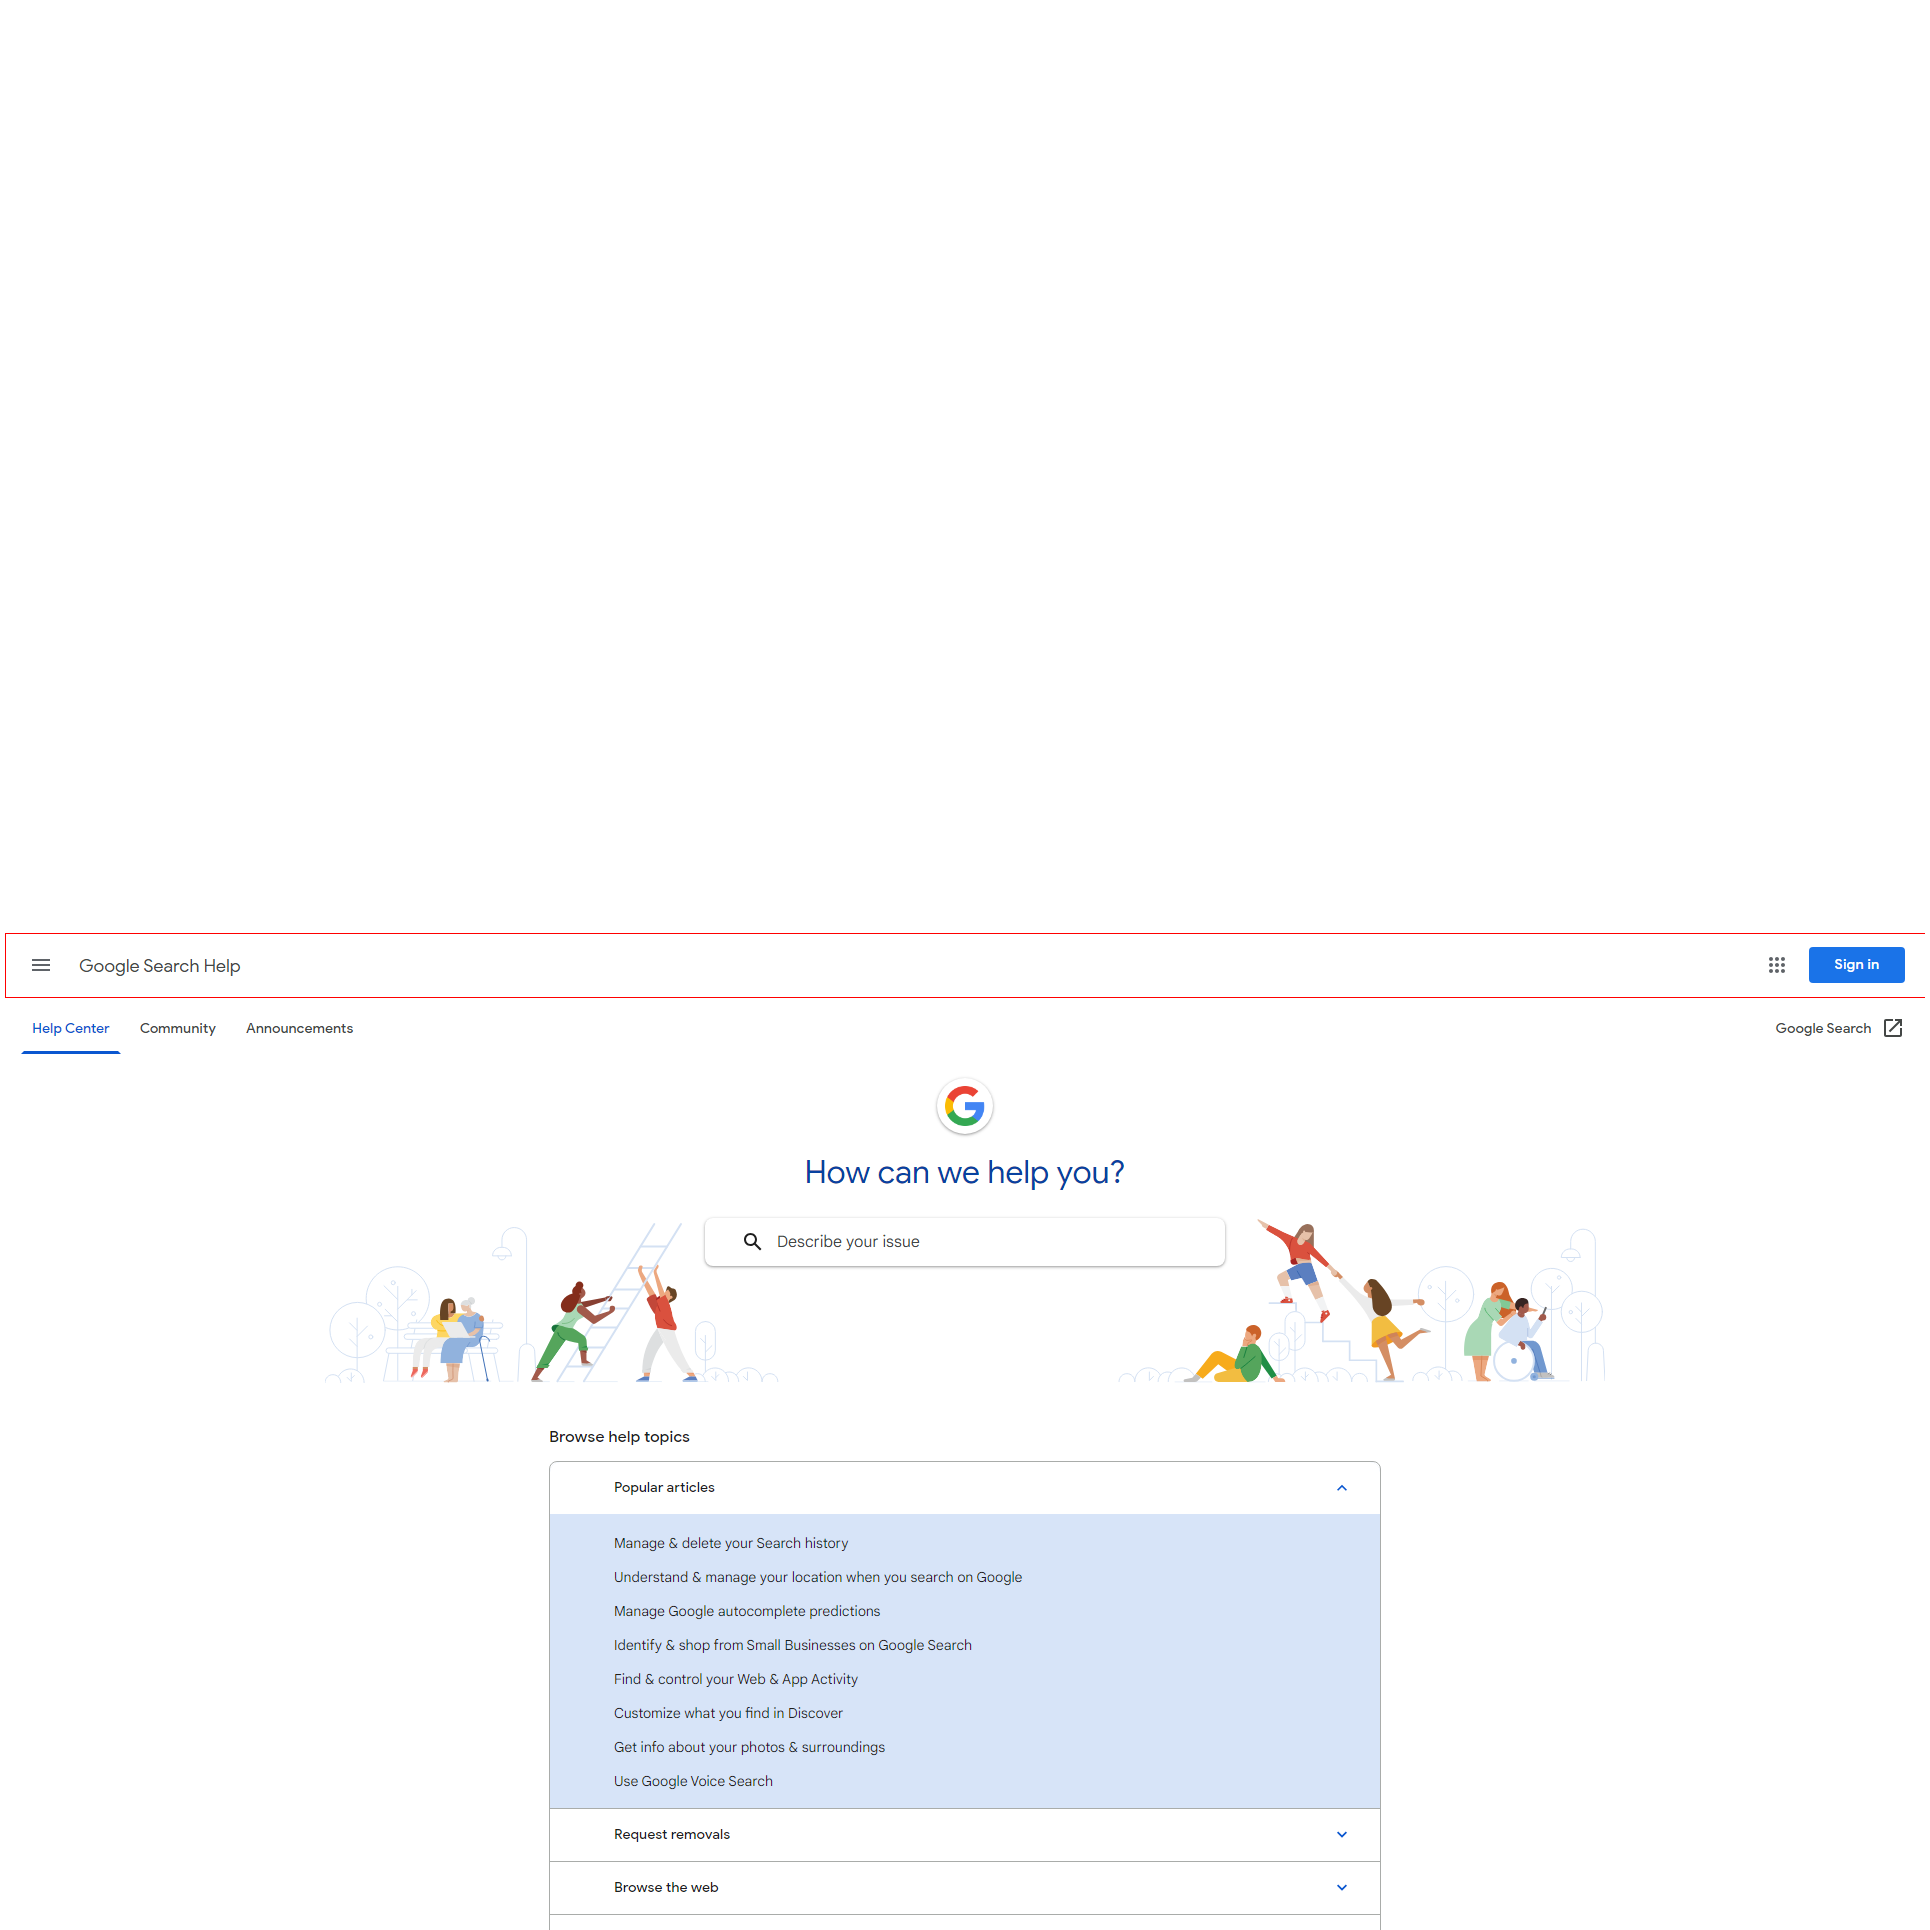 Google Search Help
Sign in
Help Center
Community
Announcements
Google Search
How can we help you?
Describe your issue
Browse help topics
Popular articles
Manage & delete your Search history
Understand & manage your location when you search on Google
Manage Google autocomplete predictions
Identify & shop from Small Businesses on Google Search
Find & control your Web & App Activity
Customize what you find in Discover
Get info about your photos & surroundings
Use Google Voice Search
Request removals
Browse the web